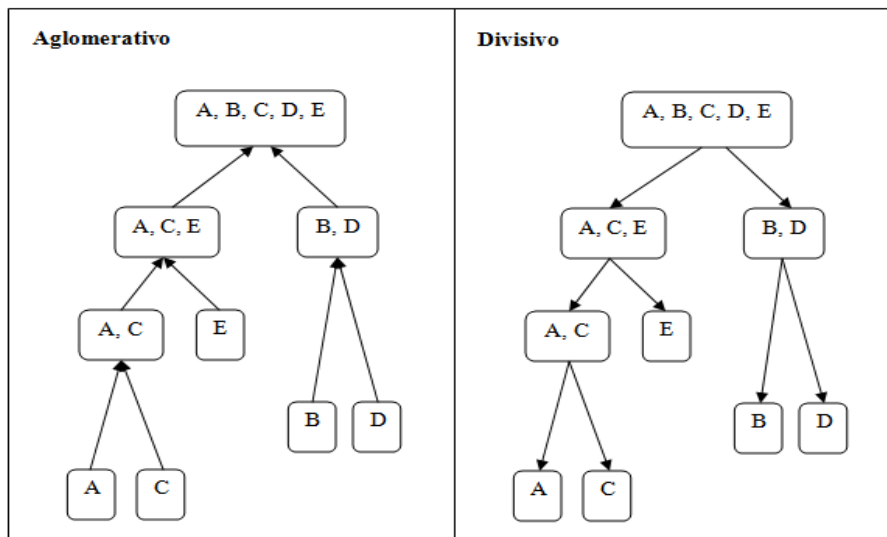 Aglomerativo
A, B, C, D, E
A, C, E
B, D
A, C
E
B
D
A
C
Divisivo
A, B, C, D, E
A, C, E
B, D
A, C
E
B
D
A
C